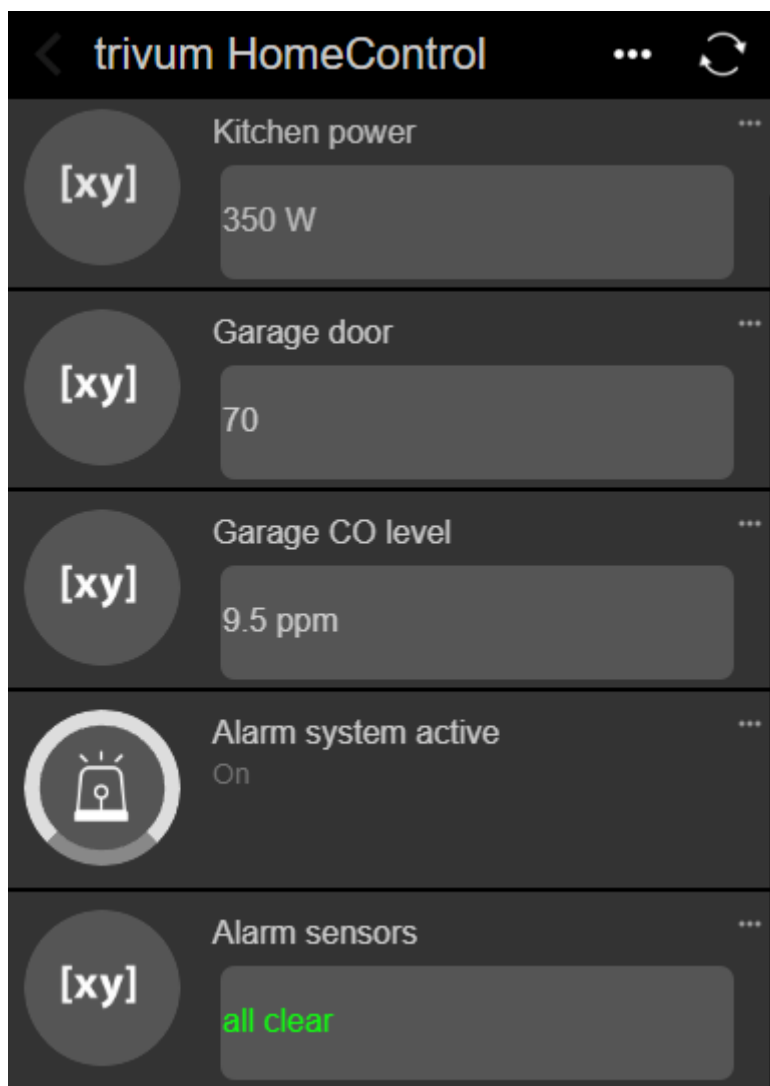 trivum HomeControl
[xy]
Kitchen power
350 W
[xy]
Garage door
70
[xy]
Garage CO level
9.5 ppm
Alarm system active
On
[xy]
Alarm sensors
all clear